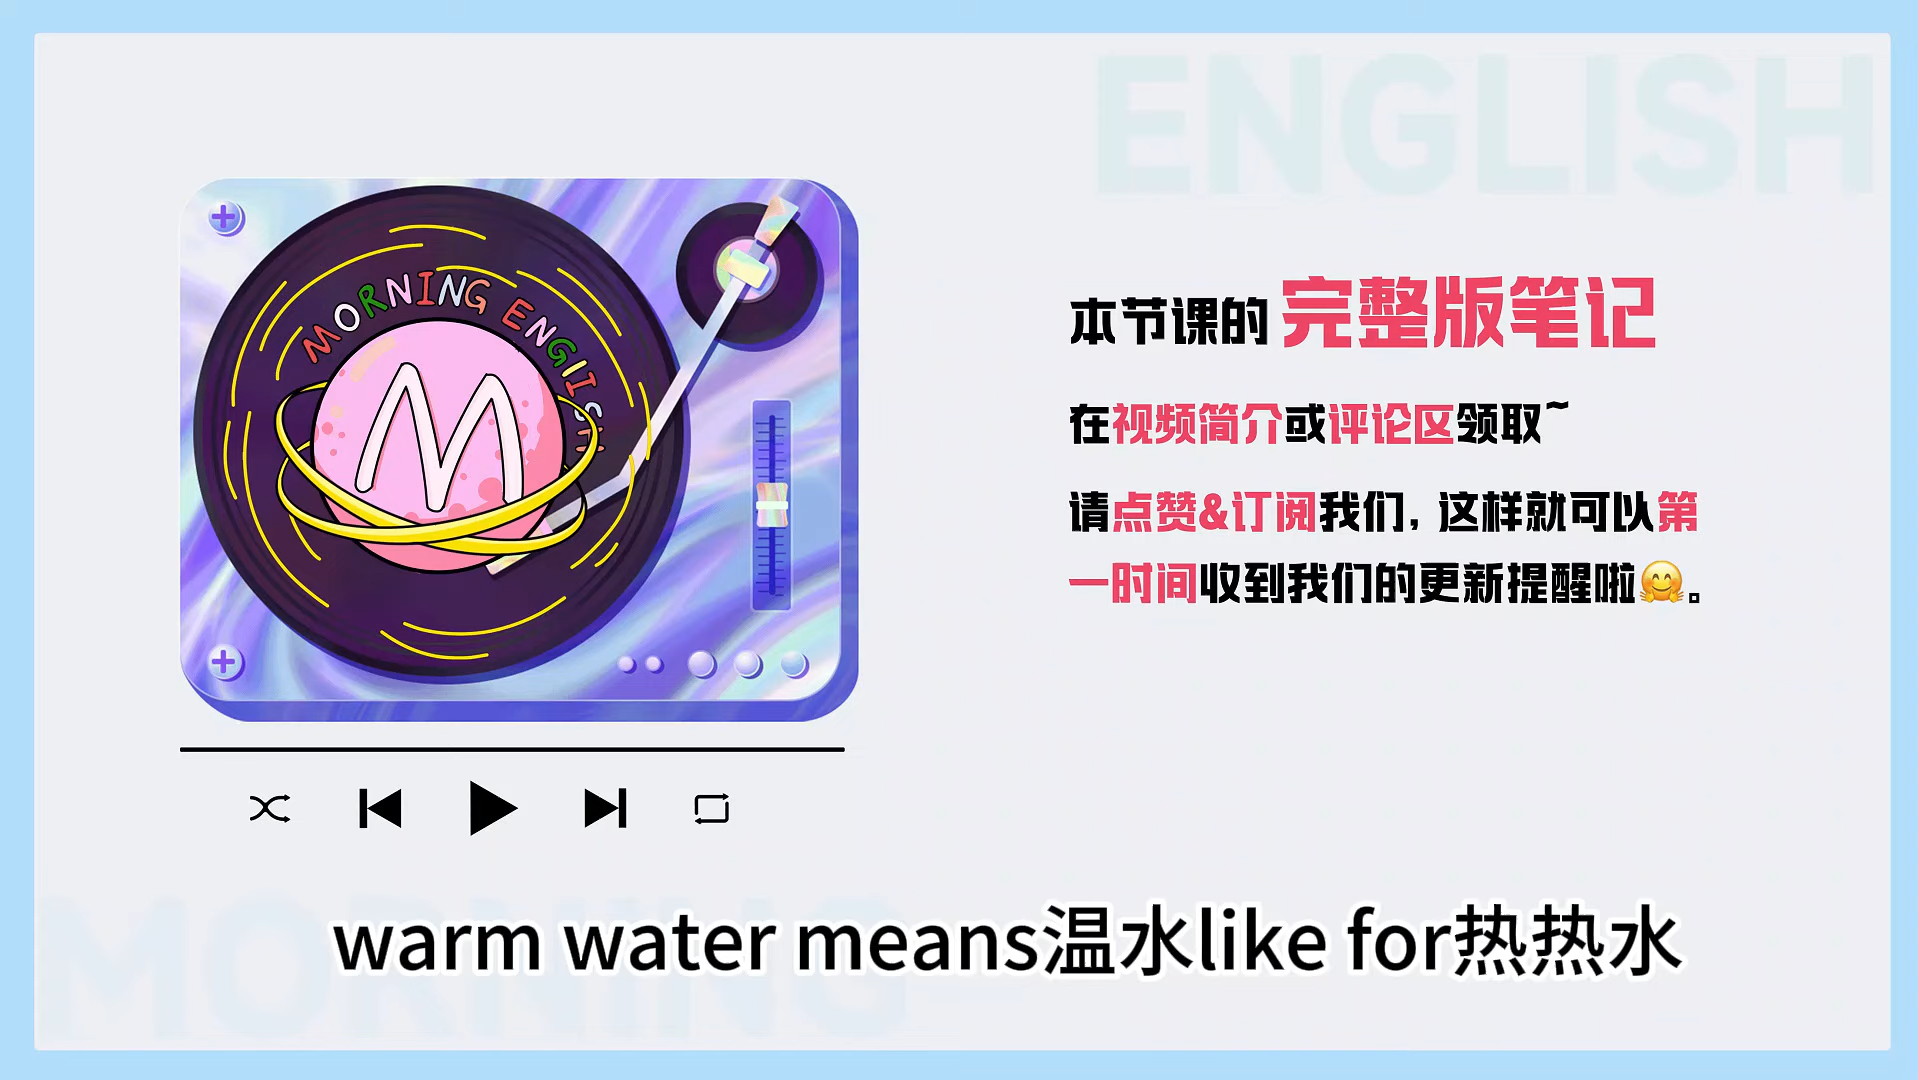 ENGLISH
MORNING ENGLISH
M
本节课的 完整版笔记
在视频简介或评论区领取~
请点赞&订阅我们, 这样就可以第
一时间收到我们的更新提醒啦🤗。
MORNING
warm water means温水like for热热水